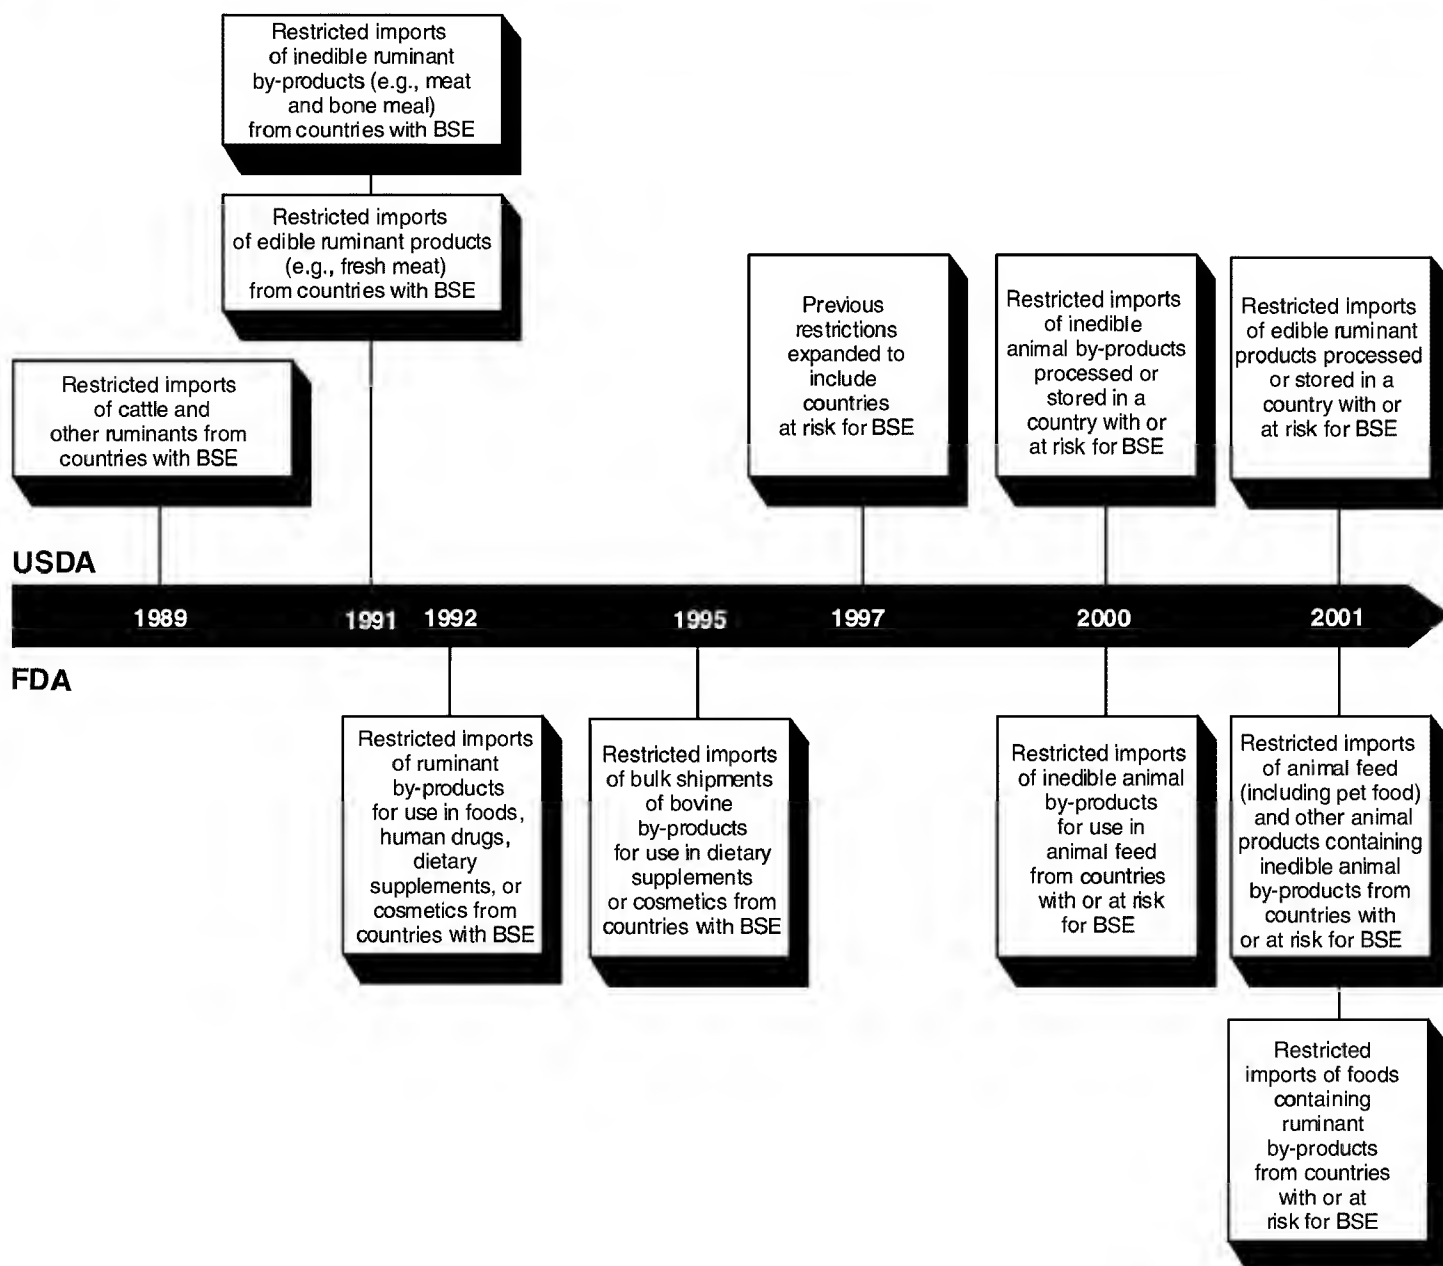 Restricted imports
of inedible ruminant
by-products (e.g., meat
and bone meal)
from countries with BSE
Restricted imports
of edible ruminant products
(e.g., fresh meat)
from countries with BSE
Restricted imports
of cattle and
other ruminants from
countries with BSE
Previous
restrictions
expanded to
include
countries
at risk for BSE
Restricted imports
of inedible
animal by-products
processed or
stored in a
country with or
at risk for BSE
Restricted imports
of edible ruminant
products processed
or stored in a
country with or
at risk for BSE
USDA
1989 1991 1992 1995 1997 2000 2001
FDA
Restricted imports
of ruminant
by-products
for use in foods,
human drugs,
dietary
supplements, or
cosmetics from
countries with BSE
Restricted imports
of bulk shipments
of bovine
by-products
for use in dietary
supplements
or cosmetics from
countries with BSE
Restricted imports
of inedible animal
by-products
for use in
animal feed
from countries
with or at risk
for BSE
Restricted imports
of animal feed
(including pet food)
and other animal
products containing
inedible animal
by-products from
countries with
or at risk for BSE
Restricted
imports of foods
containing
ruminant
by-products
from countries
with or at
risk for BSE